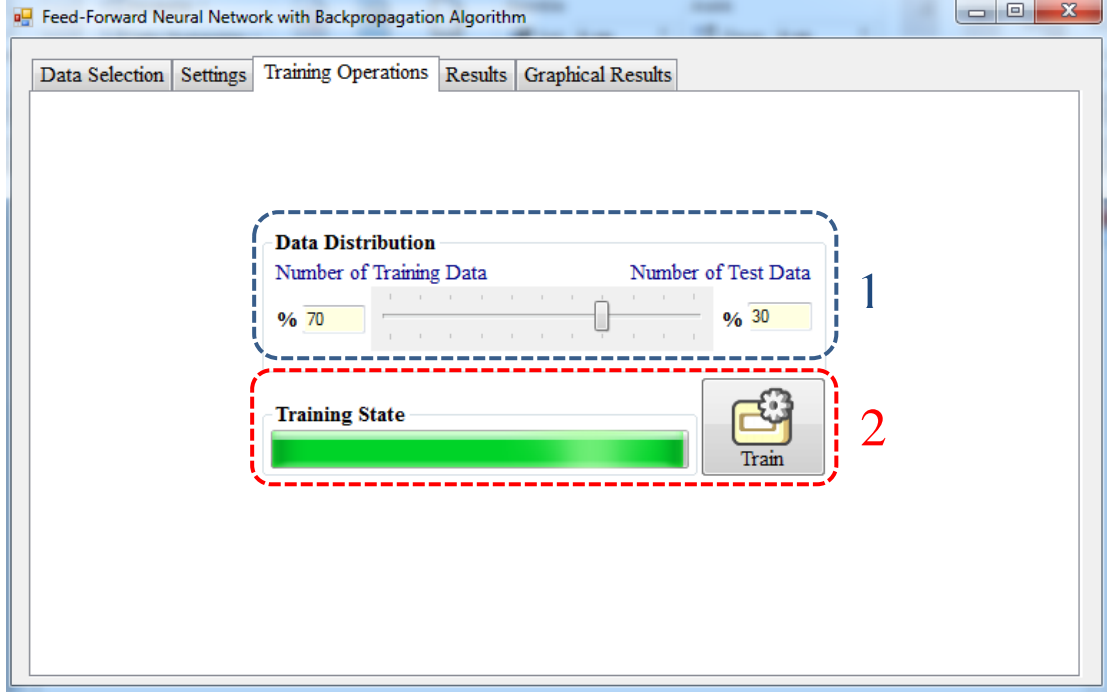 Feed-Forward Neural Network with Backpropagation Algorithm
Data Selection Settings Training Operations Results Graphical Results
Data Distribution
Number of Training Data Number of Test Data
% 70 % 30
1
Training State
Train
2